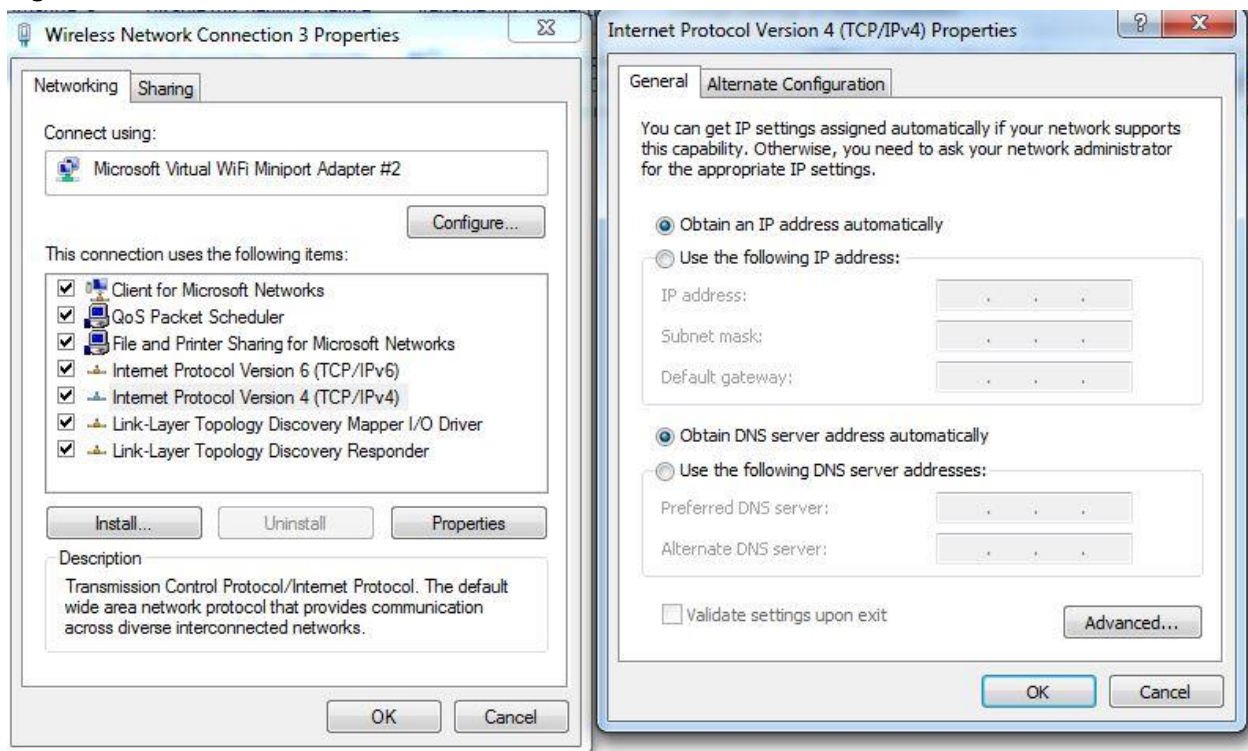 Wireless Network Connection 3 Properties
Networking
Sharing
Connect using:
Microsoft Virtual WiFi Miniport Adapter #2
Configure...
This connection uses the following items:
Client for Microsoft Networks
QoS Packet Scheduler
File and Printer Sharing for Microsoft Networks
Internet Protocol Version 6 (TCP/IPv6)
Internet Protocol Version 4 (TCP/IPv4)
Link-Layer Topology Discovery Mapper I/O Driver
Link-Layer Topology Discovery Responder
Install...
Uninstall
Properties
Description
Transmission Control Protocol/Internet Protocol. The default
wide area network protocol that provides communication
across diverse interconnected networks.
OK
Cancel
Internet Protocol Version 4 (TCP/IPv4) Properties
General
Alternate Configuration
You can get IP settings assigned automatically if your network supports
this capability. Otherwise, you need to ask your network administrator
for the appropriate IP settings.
Obtain an IP address automatically
Use the following IP address:
IP address:
Subnet mask:
Default gateway:
Obtain DNS server address automatically
Use the following DNS server addresses:
Preferred DNS server:
Alternate DNS server:
Validate settings upon exit
Advanced...
OK
Cancel